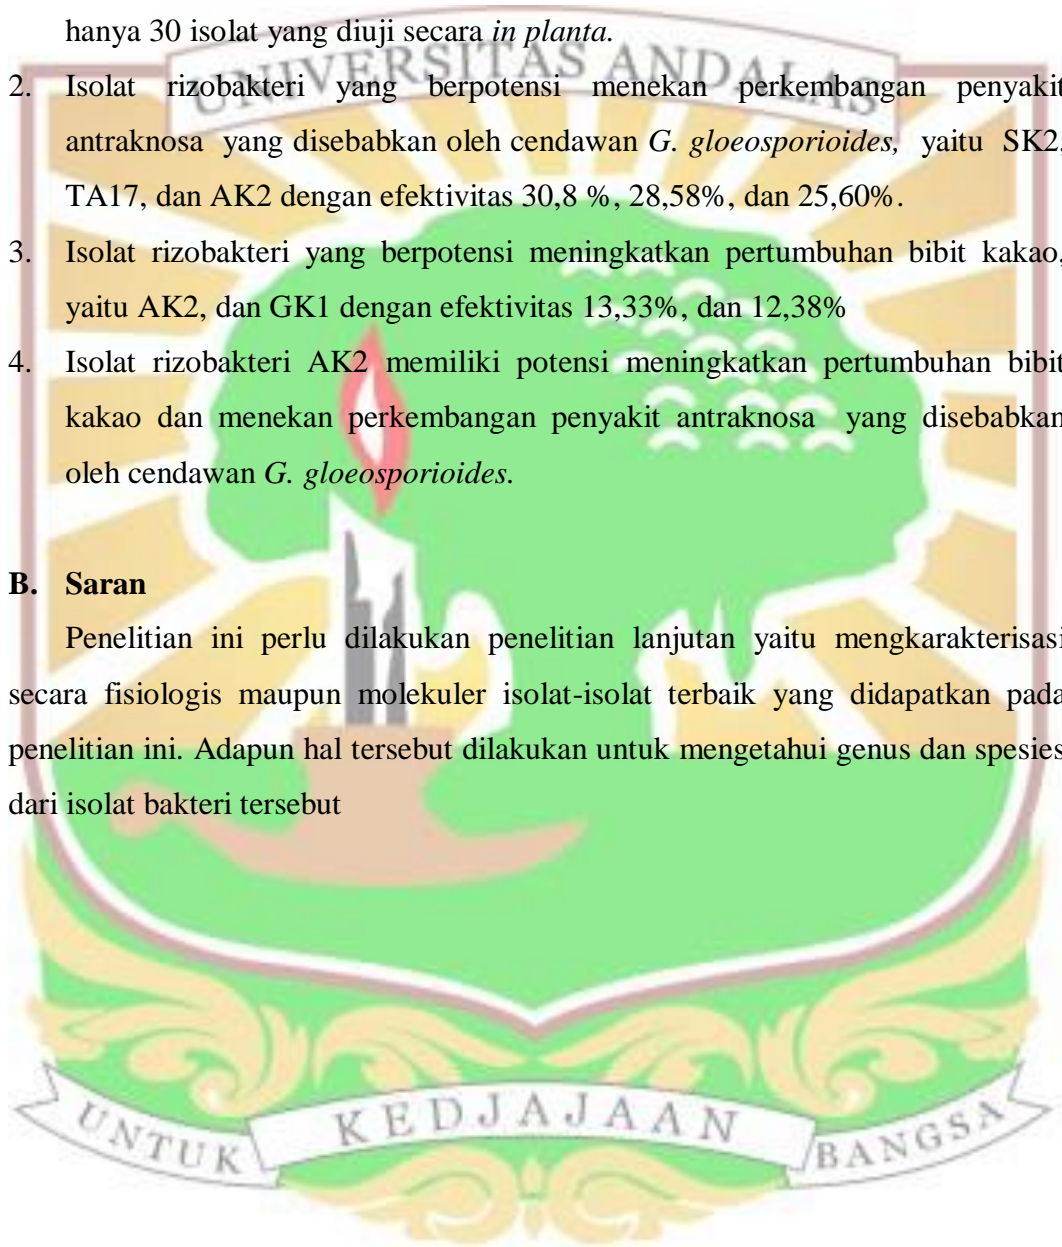 hanya 30 isolat yang diuji secara in planta.
UNIVERSITAS ANDALAS
2. Isolat rizobakteri yang berpotensi menekan perkembangan penyakit
antraknosa yang disebabkan oleh cendawan G. gloeosporioides, yaitu SK2,
TA17, dan AK2 dengan efektivitas 30,8 %, 28,58%, dan 25,60%.
3. Isolat rizobakteri yang berpotensi meningkatkan pertumbuhan bibit kakao,
yaitu AK2, dan GK1 dengan efektivitas 13,33%, dan 12,38%
4. Isolat rizobakteri AK2 memiliki potensi meningkatkan pertumbuhan bibit
kakao dan menekan perkembangan penyakit antraknosa yang disebabkan
oleh cendawan G. gloeosporioides.
B. Saran
Penelitian ini perlu dilakukan penelitian lanjutan yaitu mengkarakterisasi
secara fisiologis maupun molekuler isolat-isolat terbaik yang didapatkan pada
penelitian ini. Adapun hal tersebut dilakukan untuk mengetahui genus dan spesies
dari isolat bakteri tersebut
UNTUK KEDJAJAAN BANGSA